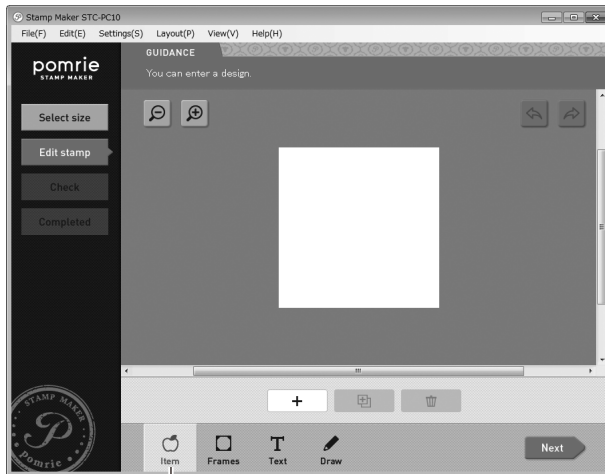 Stamp Maker STC-PC10
File(F) Edit(E) Settings(S) Layout(P) View(V) Help(H)
pomrie
STAMP MAKER
GUIDANCE
You can enter a design.
Select size
Edit stamp
Check
Completed
STAMP MAKER
P
Pomrie
Item Frames Text Draw
Next